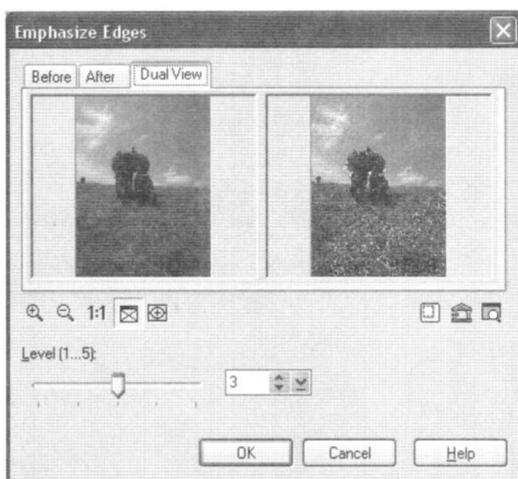 Emphasize Edges
Before After Dual View
1:1
Level (1...5):
3
OK Cancel Help